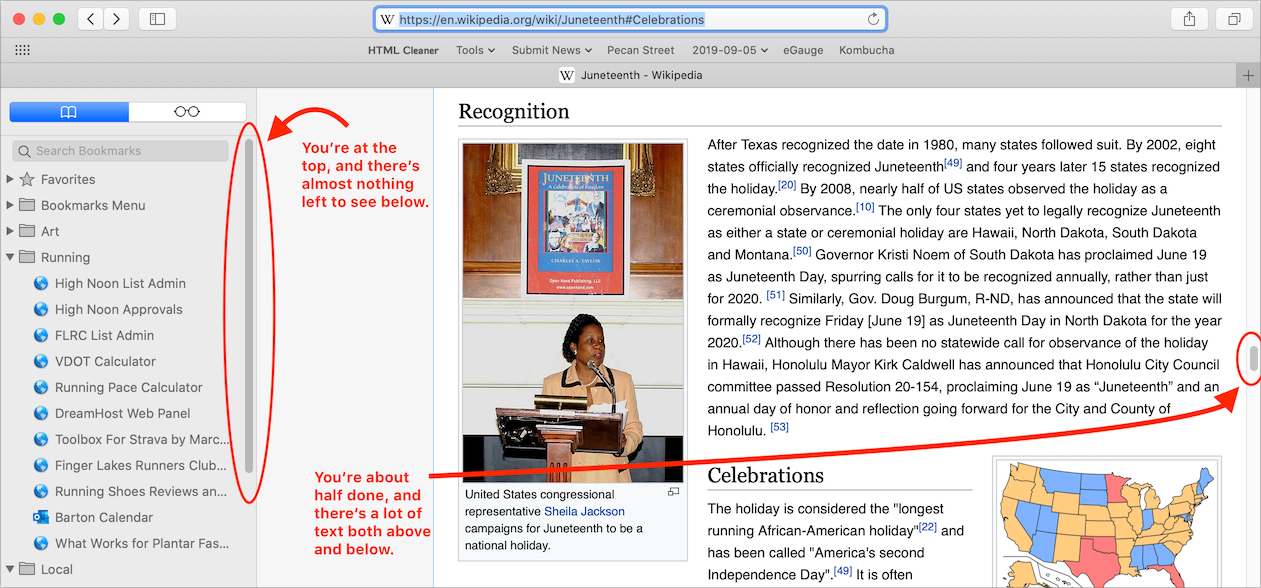 W https://en.wikipedia.org/wiki/Juneteenth#Celebrations
HTML Cleaner Tools Submit News Pecan Street 2019-09-05 eGauge Kombucha
W Juneteenth - Wikipedia
Search Bookmarks
Favorites
Bookmarks Menu
Art
Running
High Noon List Admin
High Noon Approvals
FLRC List Admin
VDOT Calculator
Running Pace Calculator
DreamHost Web Panel
Toolbox For Strava by Marc...
Finger Lakes Runners Club...
Running Shoes Reviews an...
Barton Calendar
What Works for Plantar Fas...
Local
You're at the
top, and there's
almost nothing
left to see below.
You're about
half done, and
there's a lot of
text both above
and below.
Recognition
JUNETEENTH
A Celebration of Freedom
CHARLES A. TAYLOR
Open Hand Publishing, LLC
www.openhand.com
United States congressional
representative Sheila Jackson
campaigns for Juneteenth to be a
national holiday.
After Texas recognized the date in 1980, many states followed suit. By 2002, eight
states officially recognized Juneteenth[49] and four years later 15 states recognized
the holiday.[20] By 2008, nearly half of US states observed the holiday as a
ceremonial observance.[10] The only four states yet to legally recognize Juneteenth
as either a state or ceremonial holiday are Hawaii, North Dakota, South Dakota
and Montana.[50] Governor Kristi Noem of South Dakota has proclaimed June 19
as Juneteenth Day, spurring calls for it to be recognized annually, rather than just
for 2020. [51] Similarly, Gov. Doug Burgum, R-ND, has announced that the state will
formally recognize Friday [June 19] as Juneteenth Day in North Dakota for the year
2020.[52] Although there has been no statewide call for observance of the holiday
in Hawaii, Honolulu Mayor Kirk Caldwell has announced that Honolulu City Council
committee passed Resolution 20-154, proclaiming June 19 as “Juneteenth” and an
annual day of honor and reflection going forward for the City and County of
Honolulu. [53]
Celebrations
The holiday is considered the "longest
running African-American holiday"[22] and
has been called "America's second
Independence Day".[49] It is often